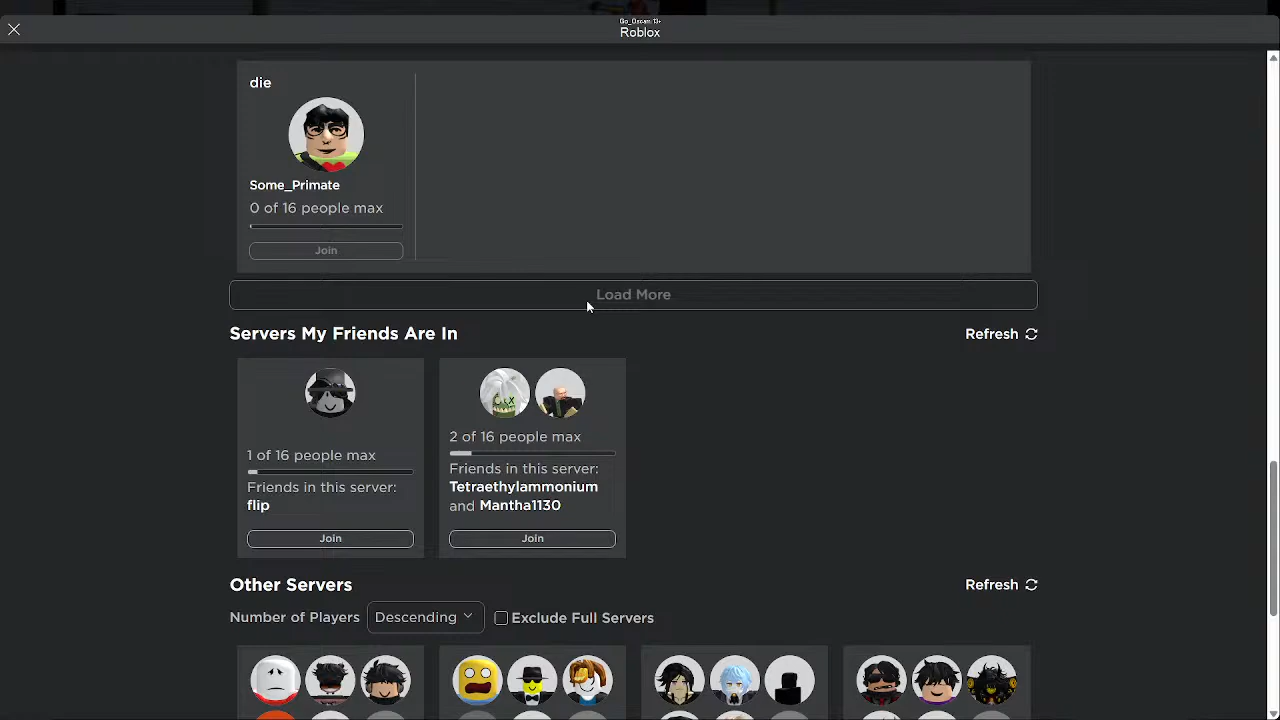 Go_Oscam: 13+
Roblox
die
Some_Primate
0 of 16 people max
Join
Load More
Servers My Friends Are In
Refresh
1 of 16 people max
Friends in this server:
flip
Join
2 of 16 people max
Friends in this server:
Tetraethylammonium
and Mantha1130
Join
Other Servers
Refresh
Number of Players
Descending
Exclude Full Servers